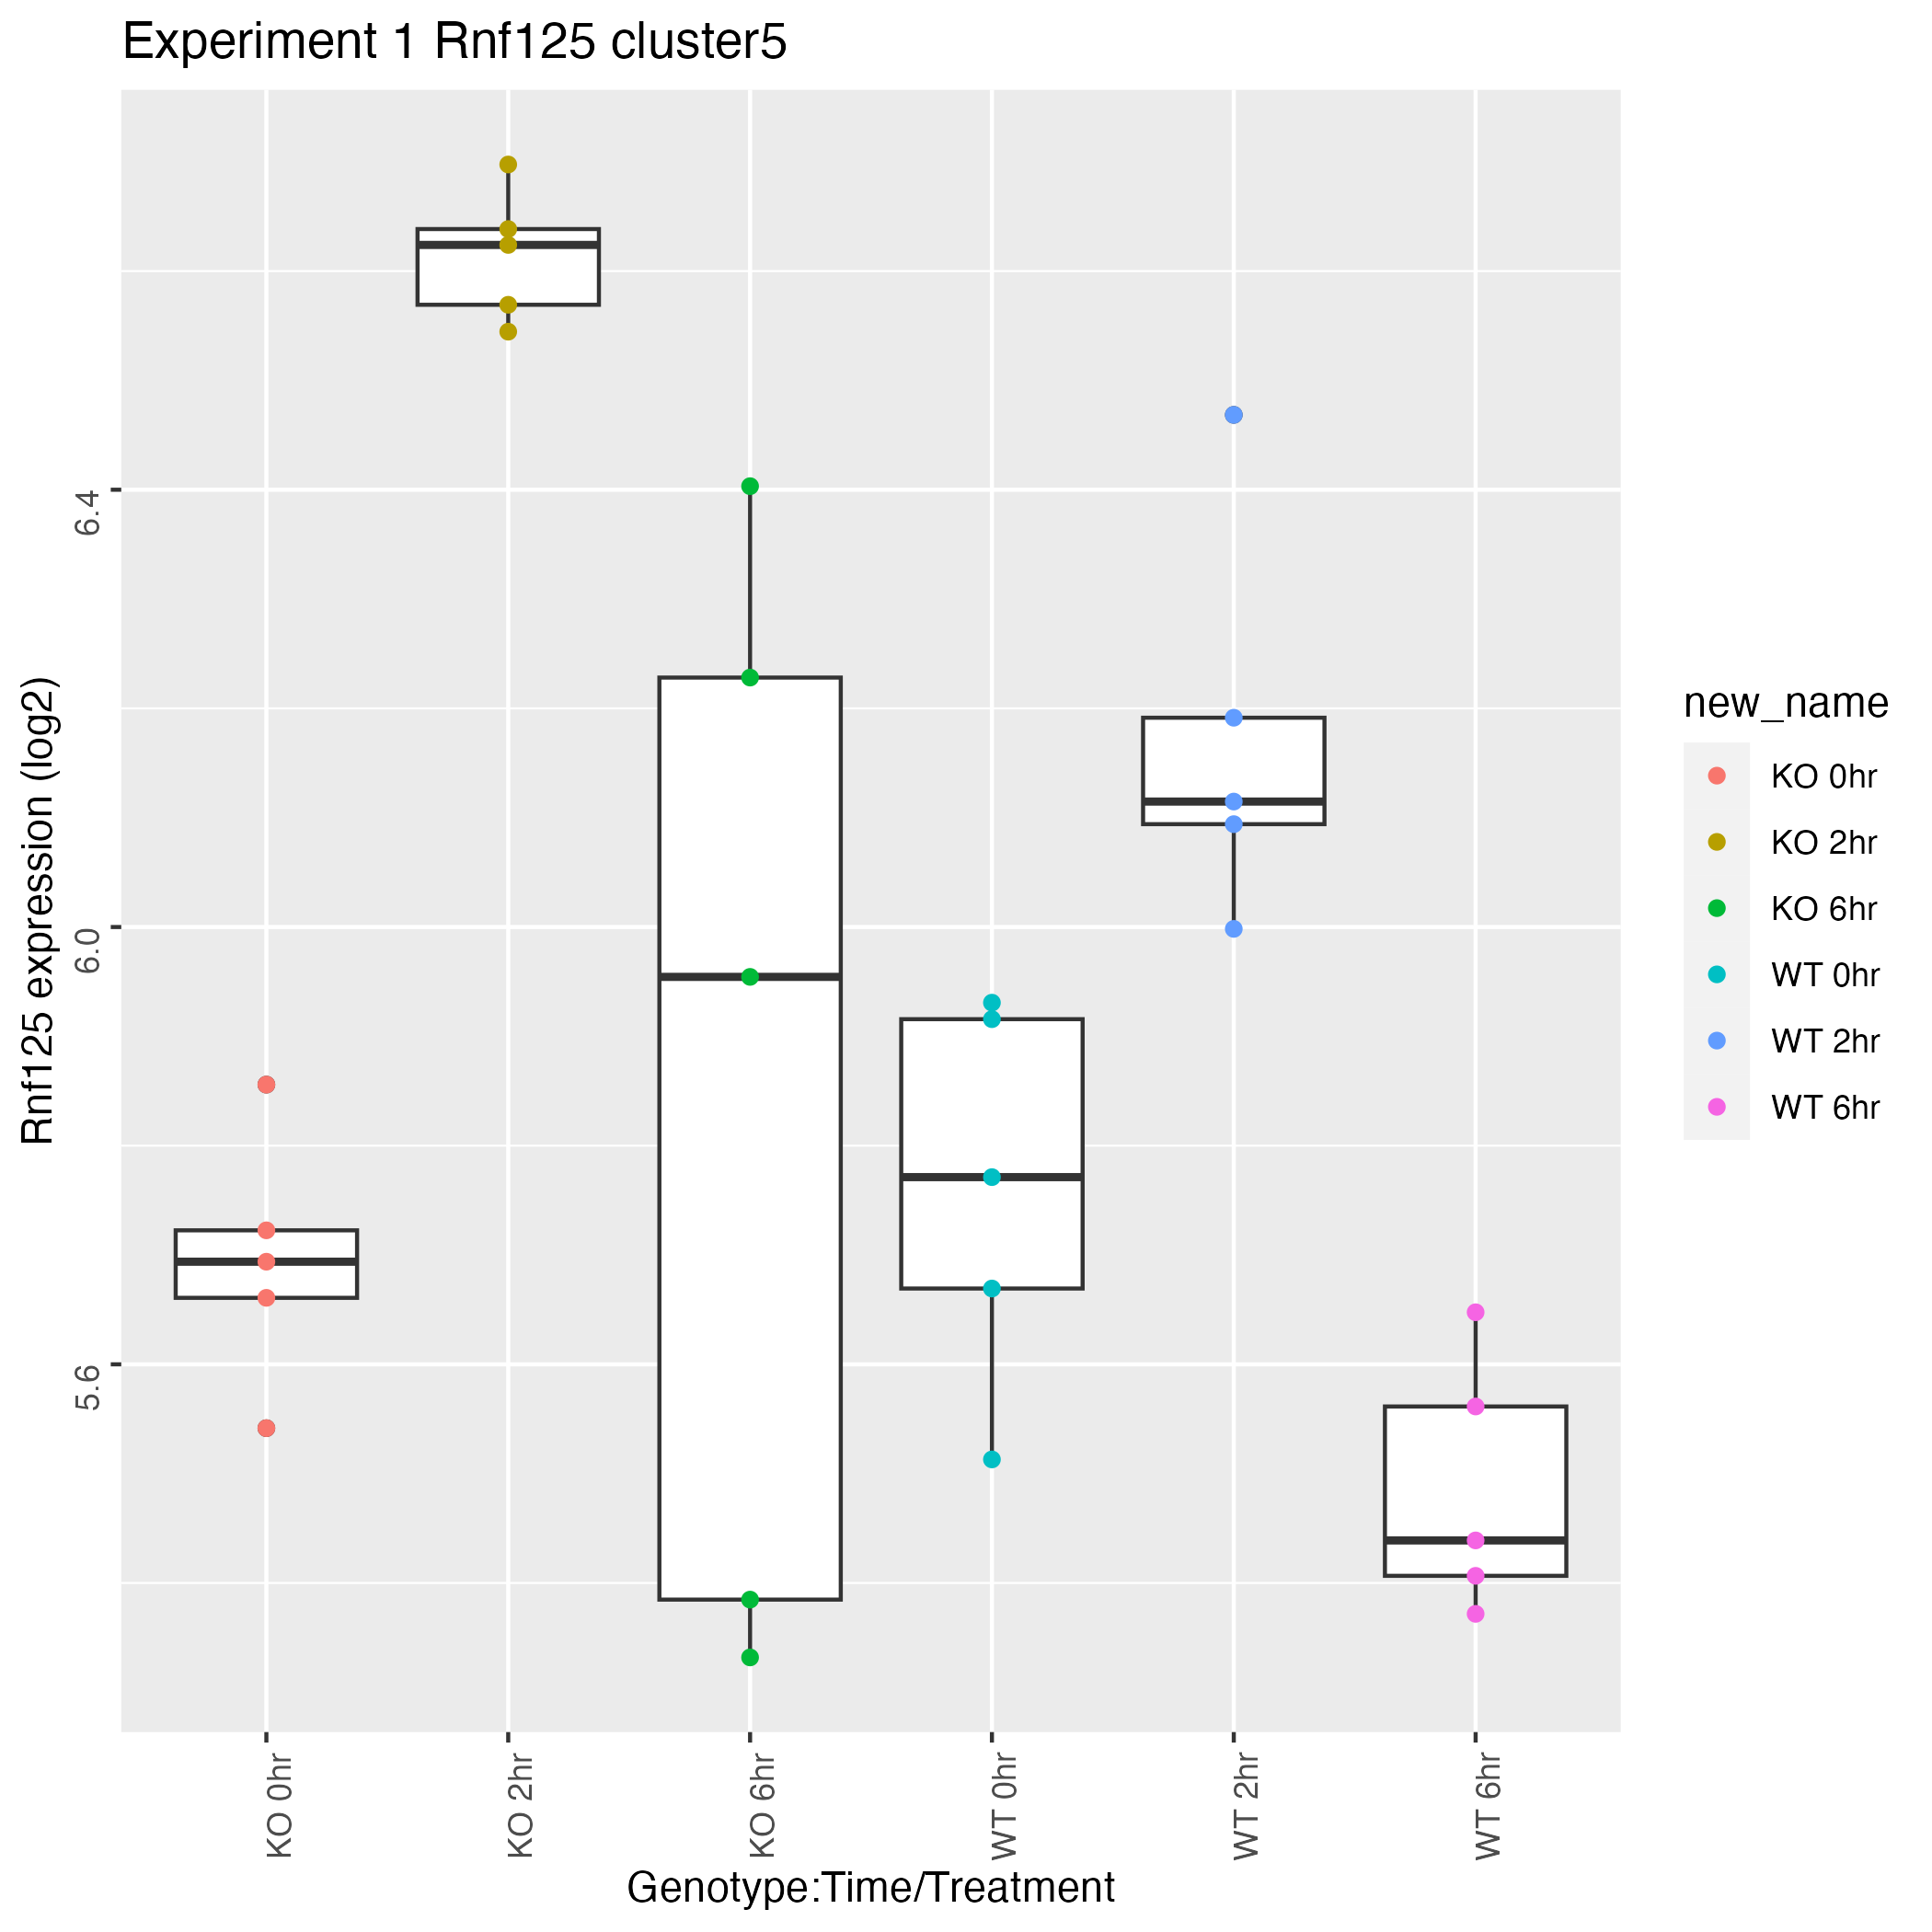 Experiment 1 Rnf125 cluster5
Rnf125 expression (log2)
6.4
6.0
5.6
KO 0hr
KO 2hr
KO 6hr
WT 0hr
WT 2hr
WT 6hr
Genotype:Time/Treatment
new_name
KO 0hr
KO 2hr
KO 6hr
WT 0hr
WT 2hr
WT 6hr